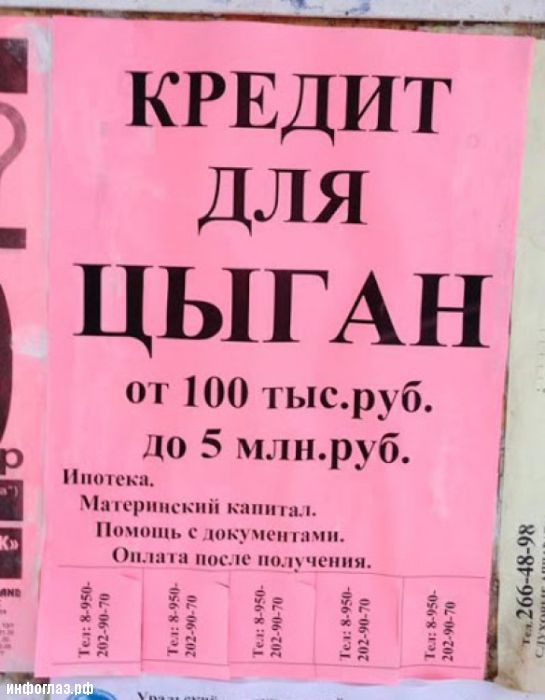 КРЕДИТ
ДЛЯ
ЦЫГАН
от 100 тыс.руб.
до 5 млн.руб.
Ипотека.
Материнский капитал.
Помощь с документами.
Оплата после получения.
Тел: 8-950-
202-90-70
Тел: 8-950-
202-90-70
Тел: 8-950-
202-90-70
Тел: 8-950-
202-90-70
Тел: 8-950-
202-90-70
Тел. 266-48-98
р
К»
LAND
Уральский
инфоглаз.рф